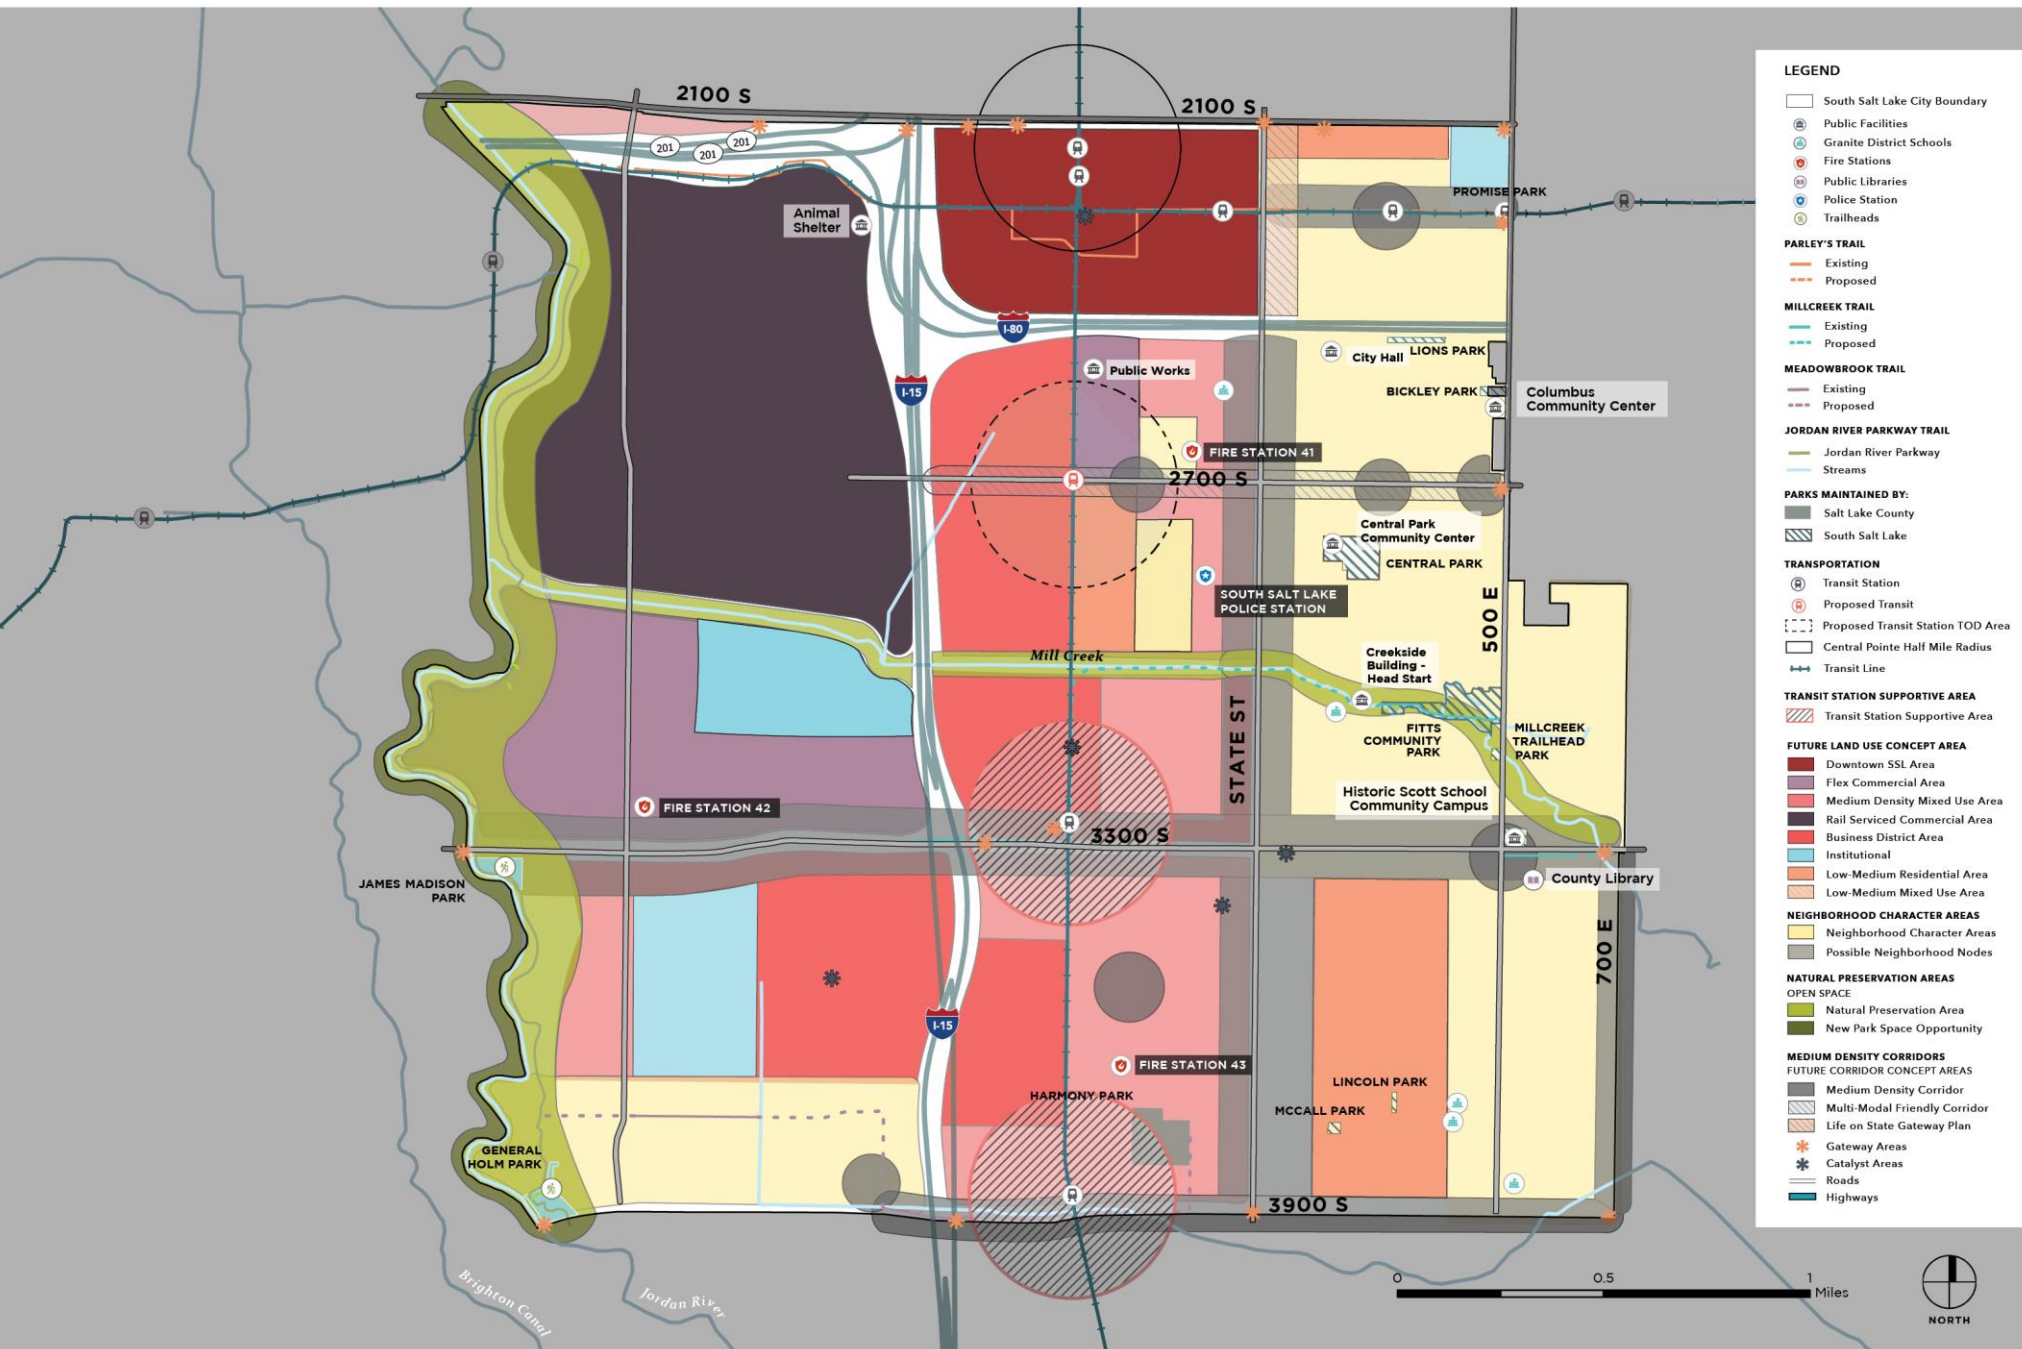 2100 S
2100 S
201
201
201
PROMISE PARK
Animal
Shelter
I-80
City Hall
LIONS PARK
Public Works
I-15
BICKLEY PARK
Columbus
Community Center
FIRE STATION 41
2700 S
Central Park
Community Center
CENTRAL PARK
SOUTH SALT LAKE
POLICE STATION
500 E
Mill Creek
Creekside
Building -
Head Start
STATE ST
FITTS
COMMUNITY
PARK
MILLCREEK
TRAILHEAD
PARK
Historic Scott School
Community Campus
FIRE STATION 42
3300 S
JAMES MADISON
PARK
County Library
700 E
I-15
FIRE STATION 43
HARMONY PARK
LINCOLN PARK
MCCALL PARK
GENERAL
HOLM PARK
3900 S
Brighton Canal
Jordan River
0 0.5 1
Miles
NORTH
LEGEND
South Salt Lake City Boundary
Public Facilities
Granite District Schools
Fire Stations
Public Libraries
Police Station
Trailheads
PARLEY'S TRAIL
Existing
Proposed
MILLCREEK TRAIL
Existing
Proposed
MEADOWBROOK TRAIL
Existing
Proposed
JORDAN RIVER PARKWAY TRAIL
Jordan River Parkway
Streams
PARKS MAINTAINED BY:
Salt Lake County
South Salt Lake
TRANSPORTATION
Transit Station
Proposed Transit
Proposed Transit Station TOD Area
Central Pointe Half Mile Radius
Transit Line
TRANSIT STATION SUPPORTIVE AREA
Transit Station Supportive Area
FUTURE LAND USE CONCEPT AREA
Downtown SSL Area
Flex Commercial Area
Medium Density Mixed Use Area
Rail Serviced Commercial Area
Business District Area
Institutional
Low-Medium Residential Area
Low-Medium Mixed Use Area
NEIGHBORHOOD CHARACTER AREAS
Neighborhood Character Areas
Possible Neighborhood Nodes
NATURAL PRESERVATION AREAS
OPEN SPACE
Natural Preservation Area
New Park Space Opportunity
MEDIUM DENSITY CORRIDORS
FUTURE CORRIDOR CONCEPT AREAS
Medium Density Corridor
Multi-Modal Friendly Corridor
Life on State Gateway Plan
Gateway Areas
Catalyst Areas
Roads
Highways